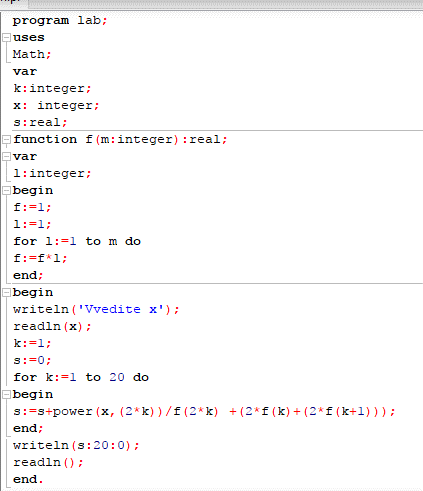 program lab;
uses
Math;
var
k:integer;
x: integer;
s:real;
function f(m:integer):real;
var
l:integer;
begin
f:=1;
l:=1;
for l:=1 to m do
f:=f*l;
end;
begin
writeln('Vvedite x');
readln(x);
k:=1;
s:=0;
for k:=1 to 20 do
begin
s:=s+power(x,(2*k))/f(2*k) +(2*f(k)+(2*f(k+1)));
end;
writeln(s:20:0);
readln();
end.